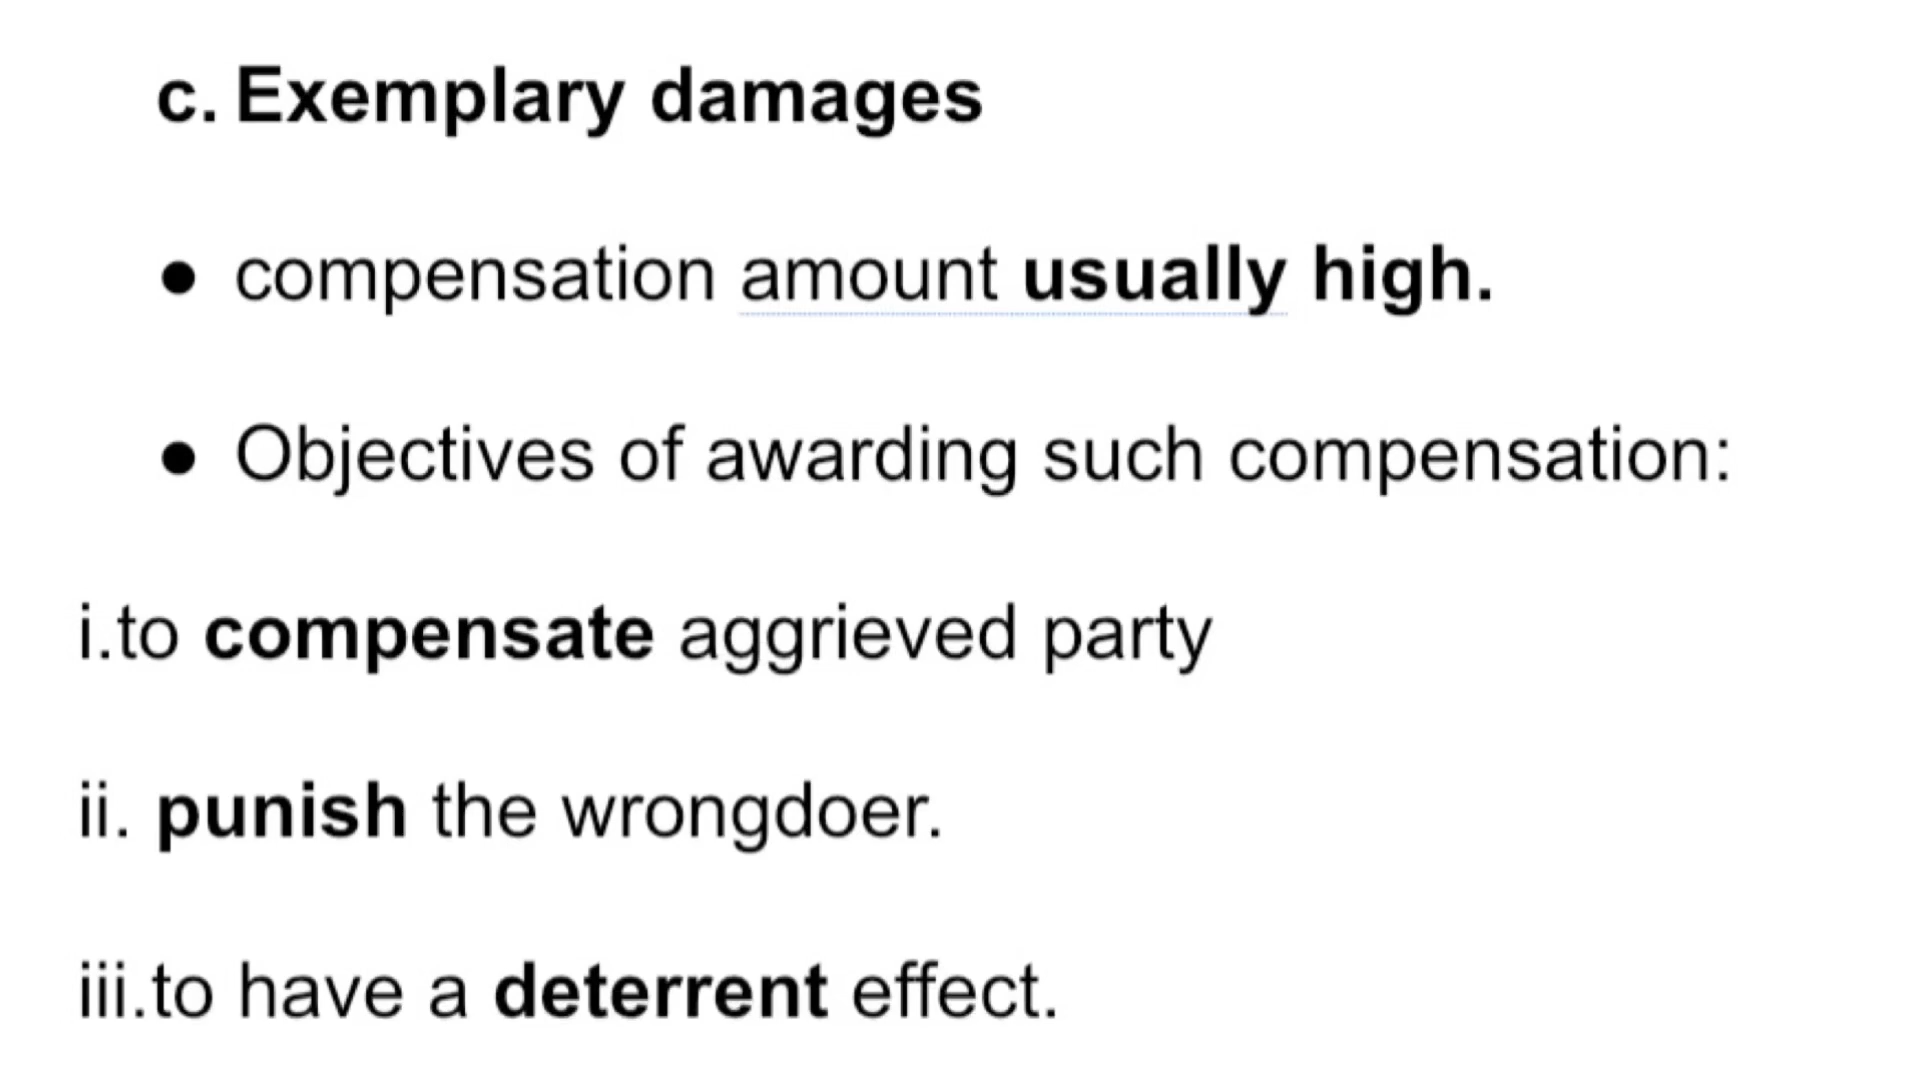 c. Exemplary damages
● compensation amount usually high.
● Objectives of awarding such compensation:
i.to compensate aggrieved party
ii. punish the wrongdoer.
iii.to have a deterrent effect.